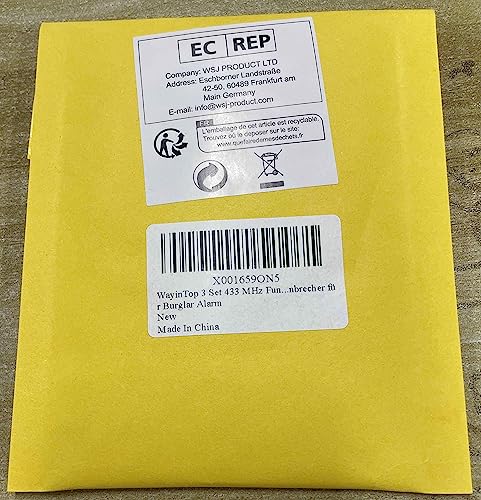 EC REP
Company: WSJ PRODUCT LTD
Address: Eschborner Landstraße
42-50, 60489 Frankfurt am
Main Germany
E-mail: info@wsj-product.com
FR
L'emballage de cet article est recyclable.
Trouvez où le déposer sur le site:
www.quefairedemesdechets.fr
X001659ON5
WayinTop 3 Set 433 MHz Fun...nbrecher für
r Burglar Alarm
New
Made In China